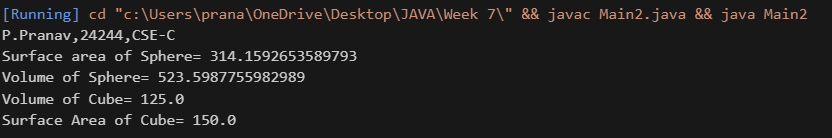 [Running] cd "c:\Users\prana\OneDrive\Desktop\JAVA\Week 7\" && javac Main2.java && java Main2
P.Pranav,24244,CSE-C
Surface area of Sphere= 314.1592653589793
Volume of Sphere= 523.5987755982989
Volume of Cube= 125.0
Surface Area of Cube= 150.0